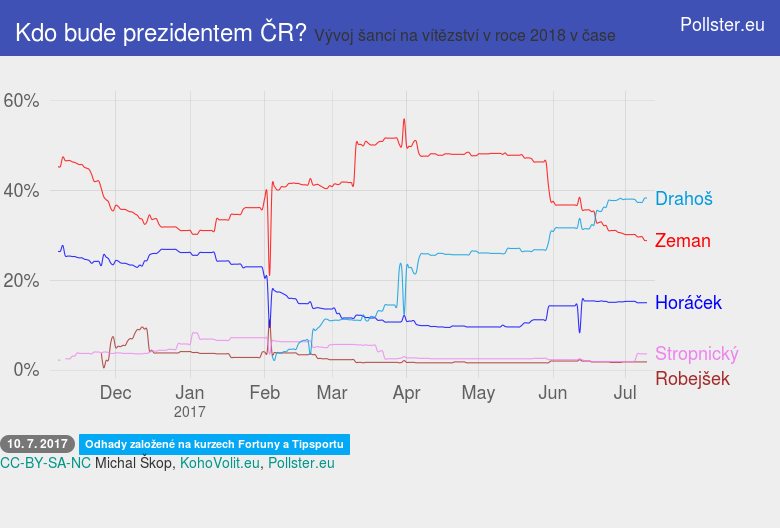 Kdo bude prezidentem ČR? Vývoj šancí na vítězství v roce 2018 v čase
Pollster.eu
60%
40%
20%
0%
Drahoš
Zeman
Horáček
Stropnický
Robejšek
Dec Jan Feb Mar Apr May Jun Jul
2017
10. 7. 2017 Odhady založené na kurzech Fortuny a Tipsportu
CC-BY-SA-NC Michal Škop, KohoVolit.eu, Pollster.eu